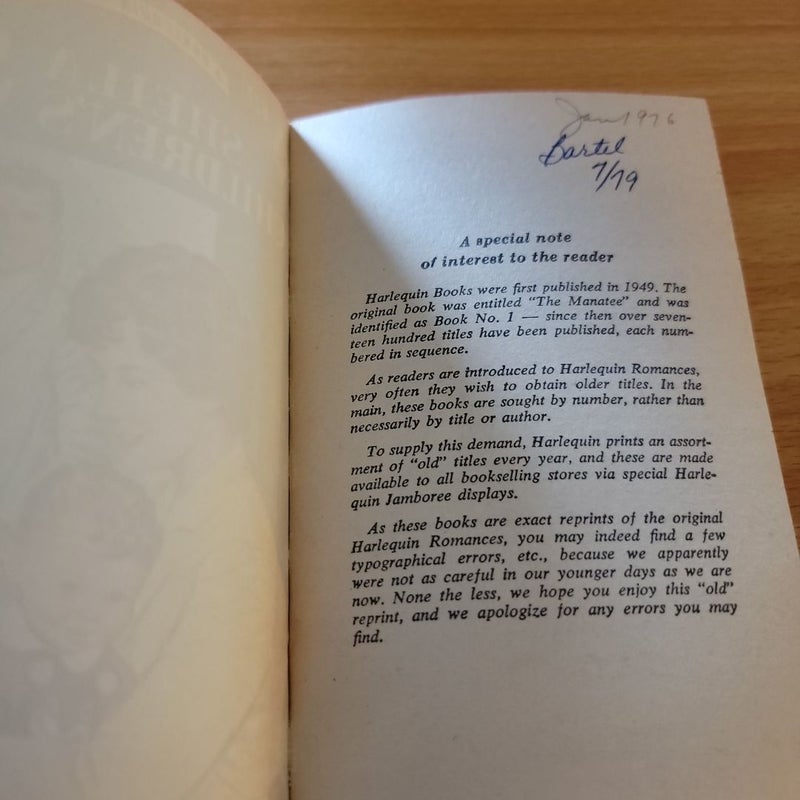 Jan 1976
Bartel
7/79
A special note
of interest to the reader
Harlequin Books were first published in 1949. The
original book was entitled "The Manatee" and was
identified as Book No. 1 — since then over seven-
teen hundred titles have been published, each num-
bered in sequence.
As readers are introduced to Harlequin Romances,
very often they wish to obtain older titles. In the
main, these books are sought by number, rather than
necessarily by title or author.
To supply this demand, Harlequin prints an assort-
ment of "old" titles every year, and these are made
available to all bookselling stores via special Harle-
quin Jamboree displays.
As these books are exact reprints of the original
Harlequin Romances, you may indeed find a few
typographical errors, etc., because we apparently
were not as careful in our younger days as we are
now. None the less, we hope you enjoy this "old"
reprint, and we apologize for any errors you may
find.